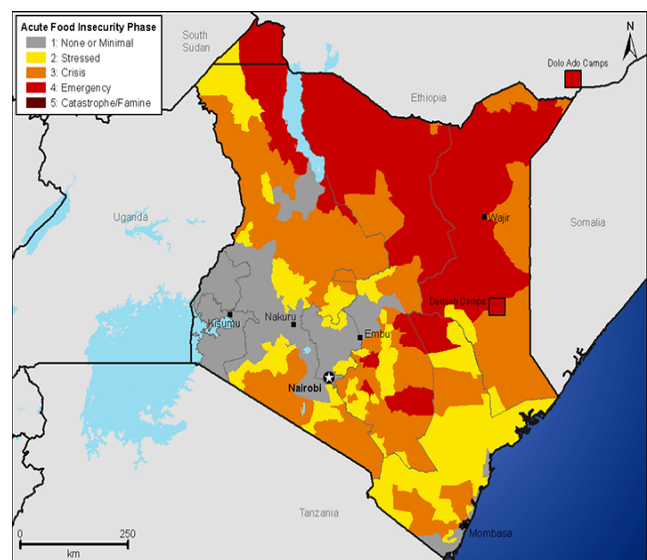 Acute Food Insecurity Phase
1: None or Minimal
2: Stressed
3: Crisis
4: Emergency
5: Catastrophe/Famine
South
Sudan
N
Dolo Ado Camps
Ethiopia
Uganda
Wajir
Somalia
Dadaab Camps
Kisumu
Nakuru
Embu
Nairobi
Tanzania
Mombasa
0
250
km